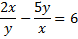 2x/y − 5y/x = 6